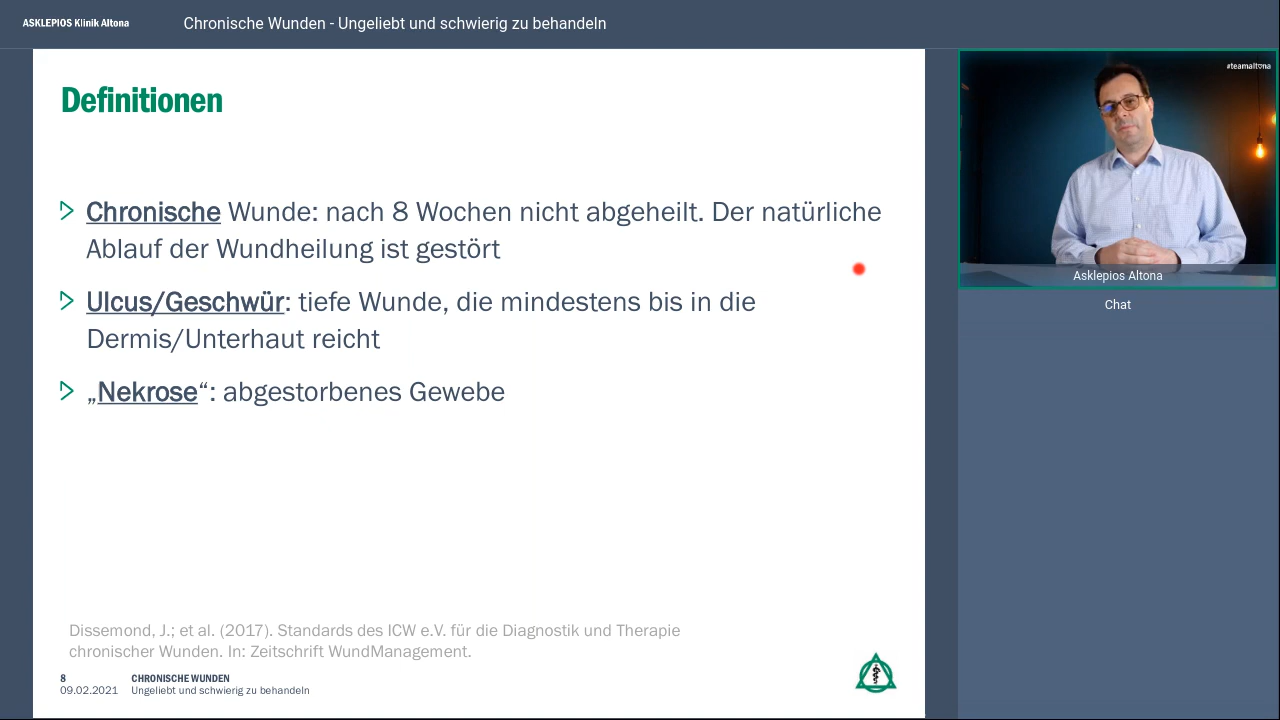 ASKLEPIOS Klinik Altona
Chronische Wunden - Ungeliebt und schwierig zu behandeln
Definitionen
Chronische Wunde: nach 8 Wochen nicht abgeheilt. Der natürliche
Ablauf der Wundheilung ist gestört
Ulcus/Geschwür: tiefe Wunde, die mindestens bis in die
Dermis/Unterhaut reicht
„Nekrose“: abgestorbenes Gewebe
Dissemond, J.; et al. (2017). Standards des ICW e.V. für die Diagnostik und Therapie
chronischer Wunden. In: Zeitschrift WundManagement.
8 CHRONISCHE WUNDEN
09.02.2021 Ungeliebt und schwierig zu behandeln
#teamaltona
Asklepios Altona
Chat